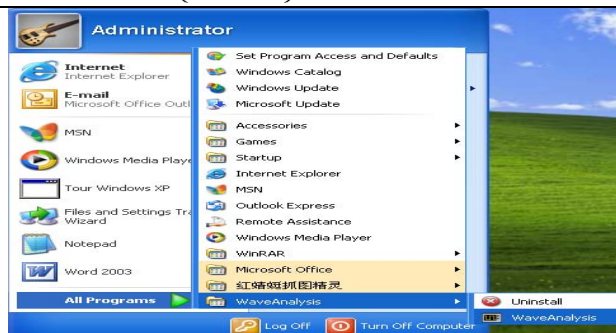 Administrator
Internet
Internet Explorer
E-mail
Microsoft Office Outl
MSN
Windows Media Playe
Tour Windows XP
Files and Settings Tra
Wizard
Notepad
Word 2003
All Programs
Set Program Access and Defaults
Windows Catalog
Windows Update
Microsoft Update
Accessories
Games
Startup
Internet Explorer
MSN
Outlook Express
Remote Assistance
Windows Media Player
WinRAR
Microsoft Office
红蜻蜓抓图精灵
WaveAnalysis
Uninstall
WaveAnalysis
Log Off
Turn Off Computer